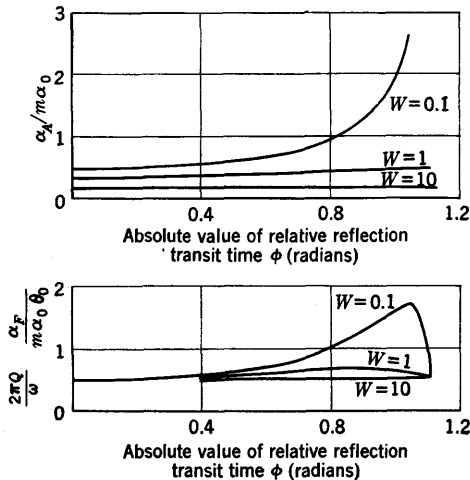 3
2
1
0
α_A/mα_0
W=0.1
W=1
W=10
0.4
0.8
1.2
Absolute value of relative reflection
transit time ϕ (radians)
2
1
0
2πQ/ω α_F/mα_0 θ_0
W=0.1
W=1
W=10
0.4
0.8
1.2
Absolute value of relative reflection
transit time ϕ (radians)